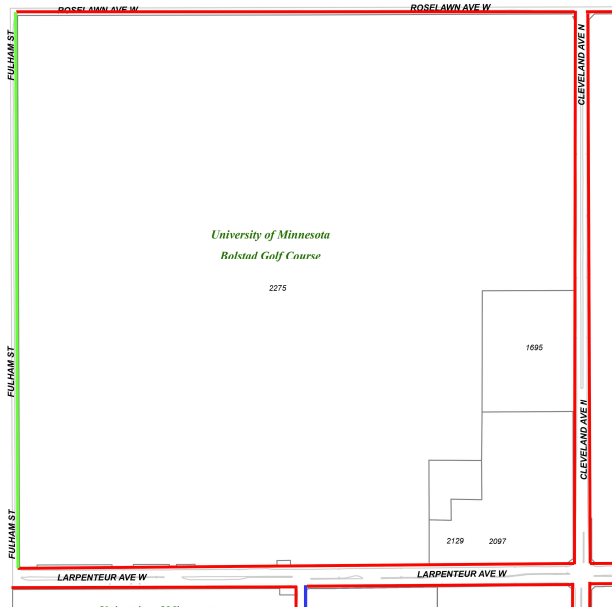 ROSELAWN AVE W
ROSELAWN AVE W
FULHAM ST
CLEVELAND AVE N
University of Minnesota
Bolstad Golf Course
2275
1695
FULHAM ST
CLEVELAND AVE N
FULHAM ST
2129
2097
LARPENTEUR AVE W
LARPENTEUR AVE W